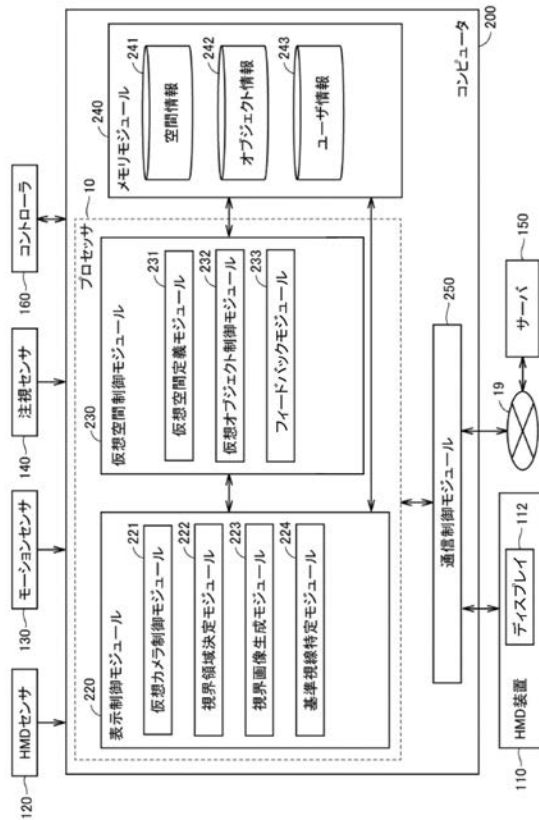 120
HMDセンサ
130
モーションセンサ
140
注視センサ
160
コントローラ
プロセッサ
10
表示制御モジュール
220
仮想カメラ制御モジュール
221
視界領域決定モジュール
222
視界画像生成モジュール
223
基準視線特定モジュール
224
仮想空間制御モジュール
230
仮想空間定義モジュール
231
仮想オブジェクト制御モジュール
232
フィードバックモジュール
233
メモリモジュール
240
空間情報
241
オブジェクト情報
242
ユーザ情報
243
通信制御モジュール
250
コンピュータ
200
110
HMD装置
ディスプレイ
112
19
サーバ
150